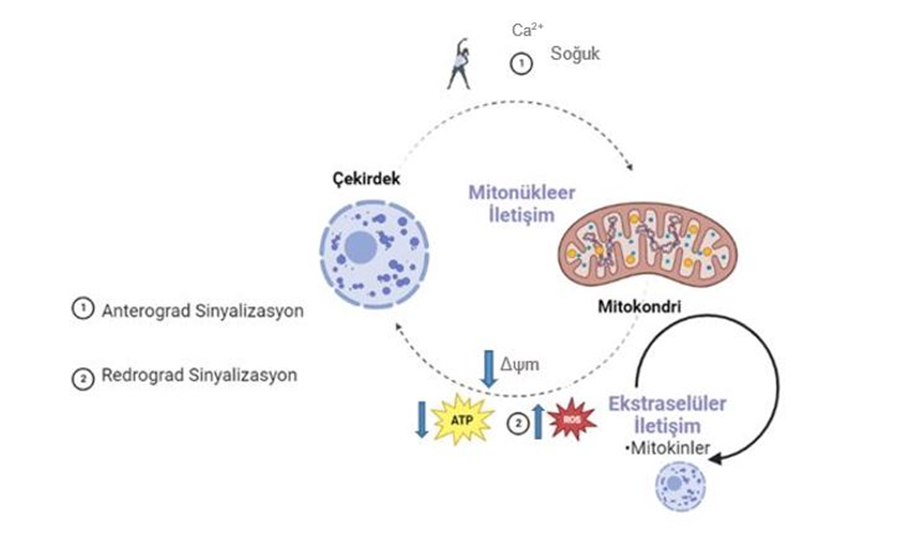 Ca²⁺
1
Soğuk
Çekirdek
Mitonükleer
İletişim
Mitokondri
1 Anterograd Sinyalizasyon
2 Redrograd Sinyalizasyon
Δψm
ATP
2
ROS
Ekstraselüler
İletişim
•Mitokinler